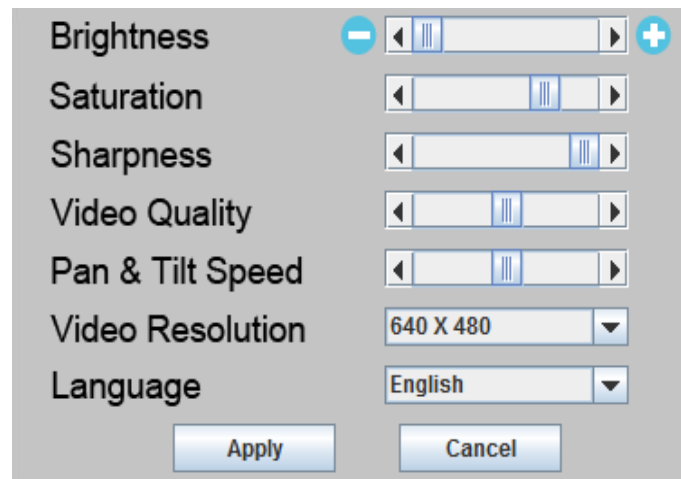 Brightness
Saturation
Sharpness
Video Quality
Pan & Tilt Speed
Video Resolution 640 X 480
Language English
Apply Cancel